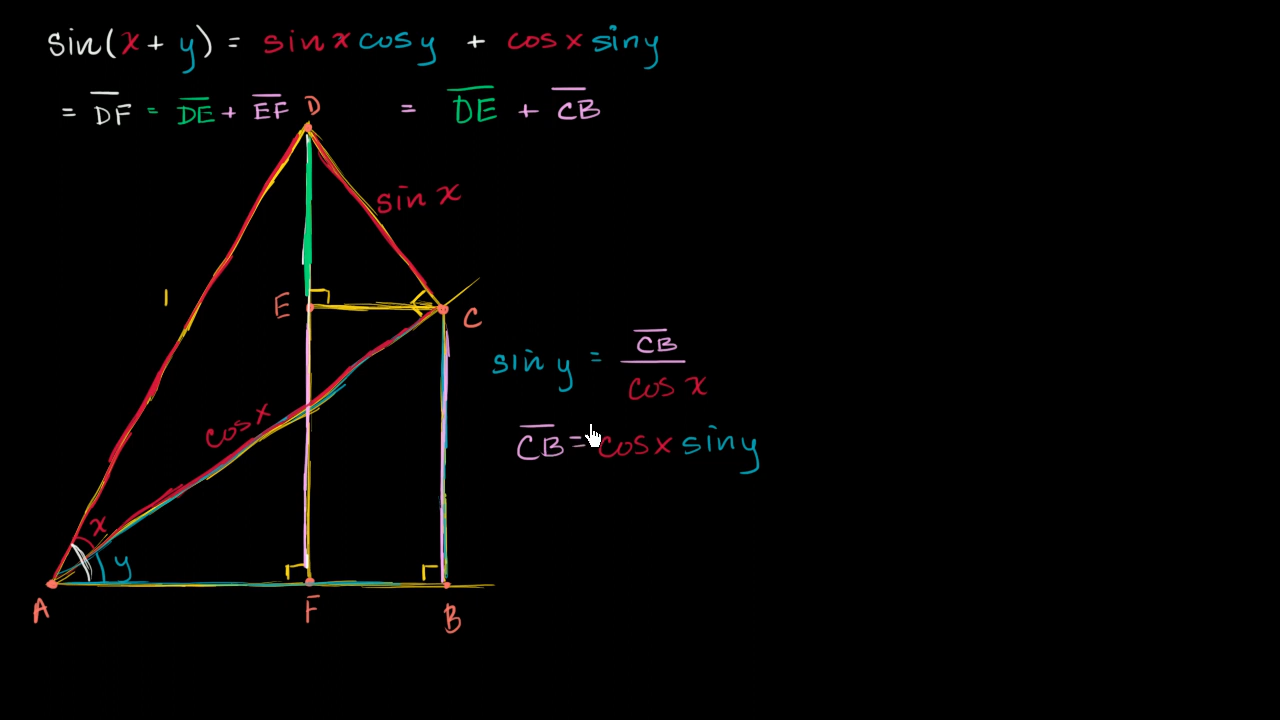 sin(x + y) = sin x cos y + cos x sin y
= DF = DE + EF = DE + CB
D
sin x
1
E
C
sin y = CB / cos x
cos x
CB = cos x sin y
x
y
A
F
B